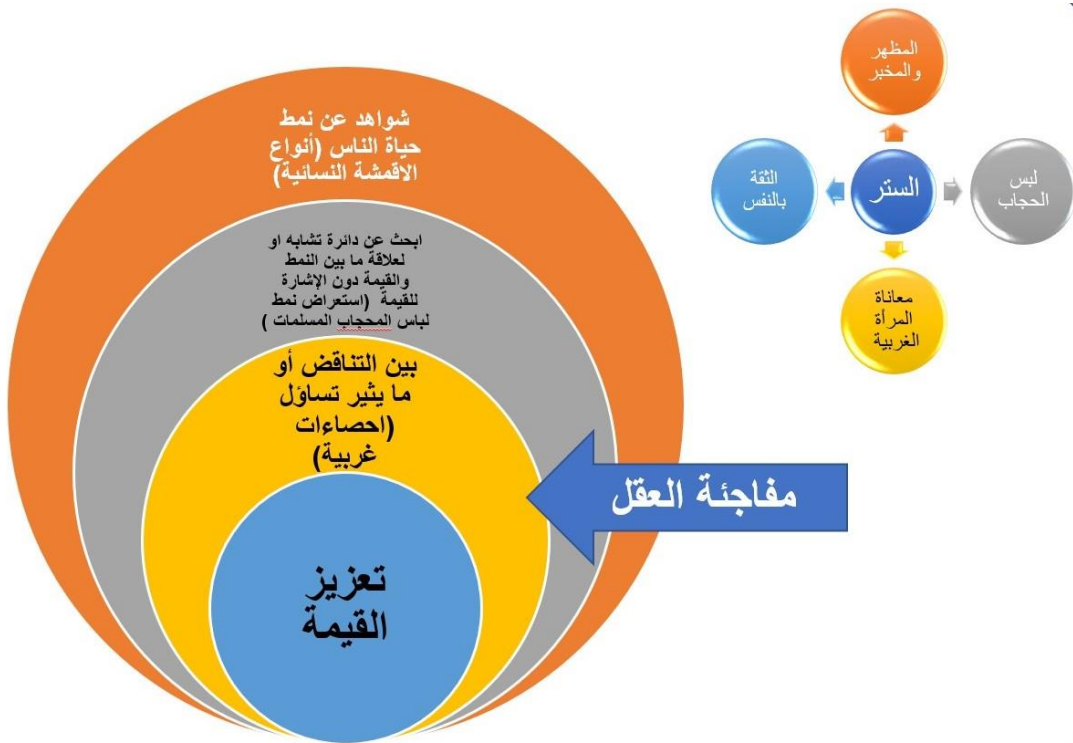 شواهد عن نمط
حياة الناس (أنواع
الاقمشة النسائية)
ابحث عن دائرة تشابه او
لعلاقة ما بين النمط
والقيمة دون الإشارة
للقيمة (استعراض نمط
لباس المحجاب المسلمات )
بين التناقض أو
ما يثير تساؤل
(احصاءات
غربية)
تعزيز
القيمة
مفاجئة العقل
المظهر
والمخبر
الثقة
بالنفس
الستر
لبس
الحجاب
معاناة
المرأة
الغربية